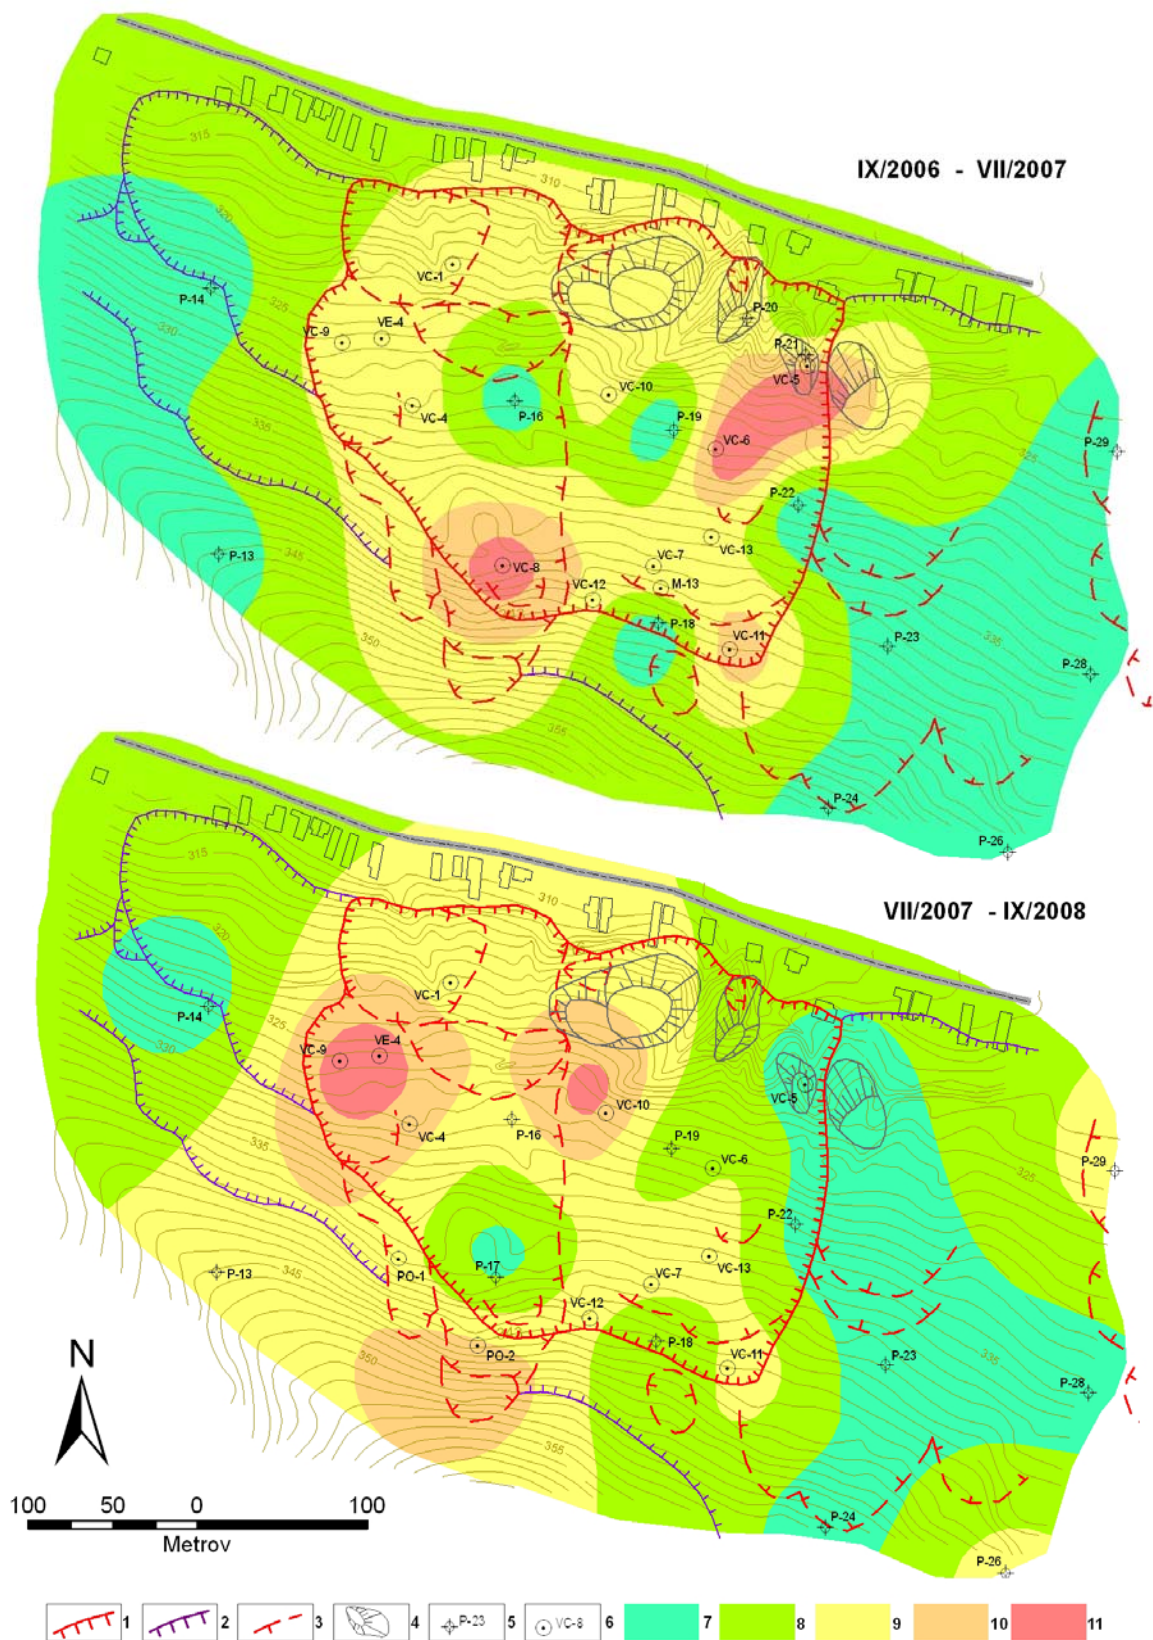 IX/2006 - VII/2007
315
310
320
325
330
335
345
350
355
325
335
P-14
VC-1
VC-9
VE-4
P-20
P-21
VC-5
VC-10
P-16
P-19
VC-4
VC-6
P-29
P-22
P-13
VC-8
VC-7
VC-13
M-13
VC-12
P-18
VC-11
P-23
P-28
P-24
P-26
VII/2007 - IX/2008
315
310
320
325
330
335
345
350
355
325
335
P-14
VC-1
VC-9
VE-4
VC-5
VC-10
VC-4
P-16
P-19
VC-6
P-29
P-22
P-13
PO-1
P-17
VC-7
VC-13
VC-12
PO-2
P-18
VC-11
P-23
P-28
P-24
P-26
N
100 50 0 100
Metrov
1 2 3 4 P-23 5 VC-8 6 7 8 9 10 11